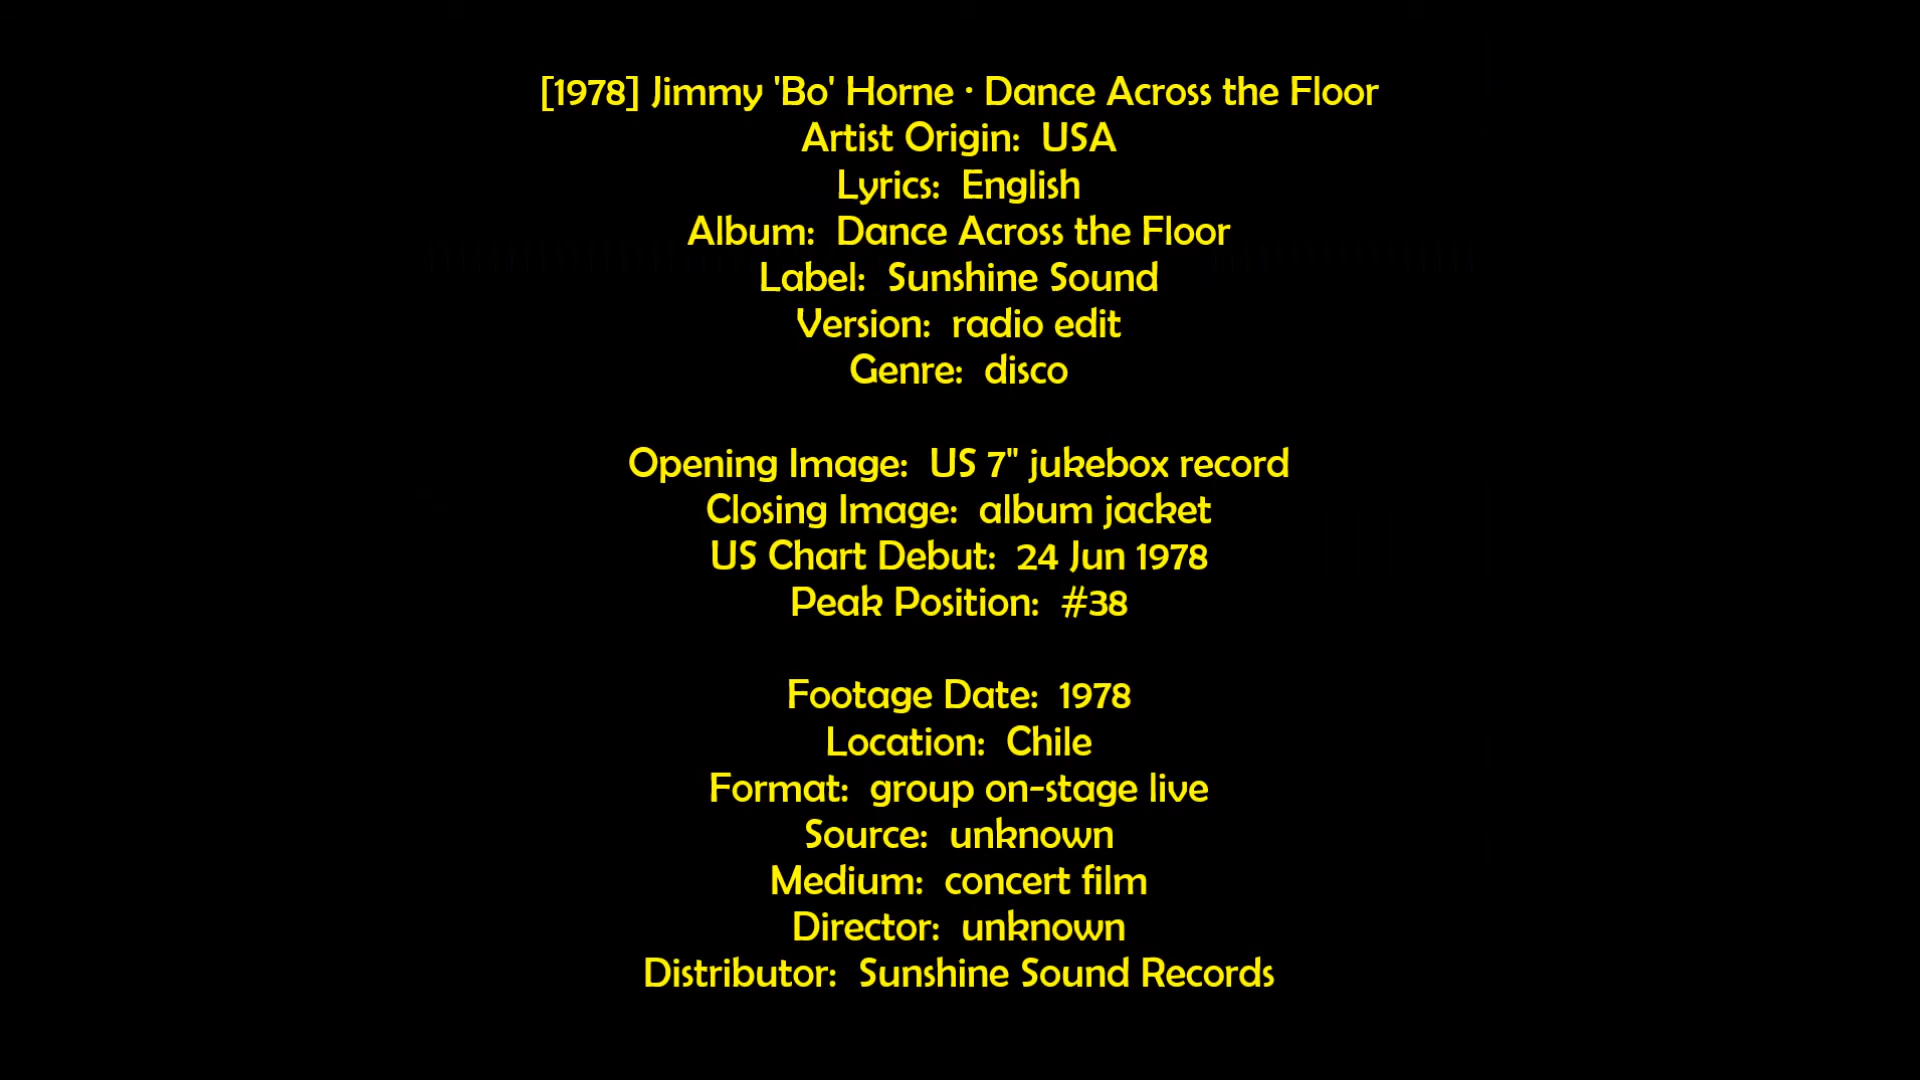 [1978] Jimmy 'Bo' Horne · Dance Across the Floor
Artist Origin: USA
Lyrics: English
Album: Dance Across the Floor
Label: Sunshine Sound
Version: radio edit
Genre: disco
Opening Image: US 7" jukebox record
Closing Image: album jacket
US Chart Debut: 24 Jun 1978
Peak Position: #38
Footage Date: 1978
Location: Chile
Format: group on-stage live
Source: unknown
Medium: concert film
Director: unknown
Distributor: Sunshine Sound Records